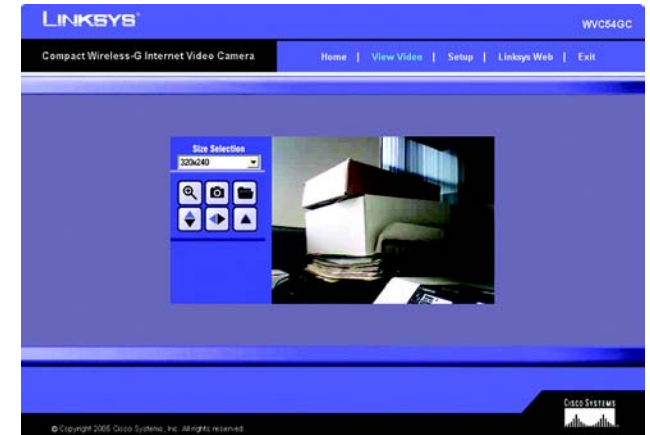 LINKSYS®
WVC54GC
Compact Wireless-G Internet Video Camera
Home | View Video | Setup | Linksys Web | Exit
Size Selection
320x240
CISCO SYSTEMS
© Copyright 2005 Cisco Systems, Inc. All rights reserved.